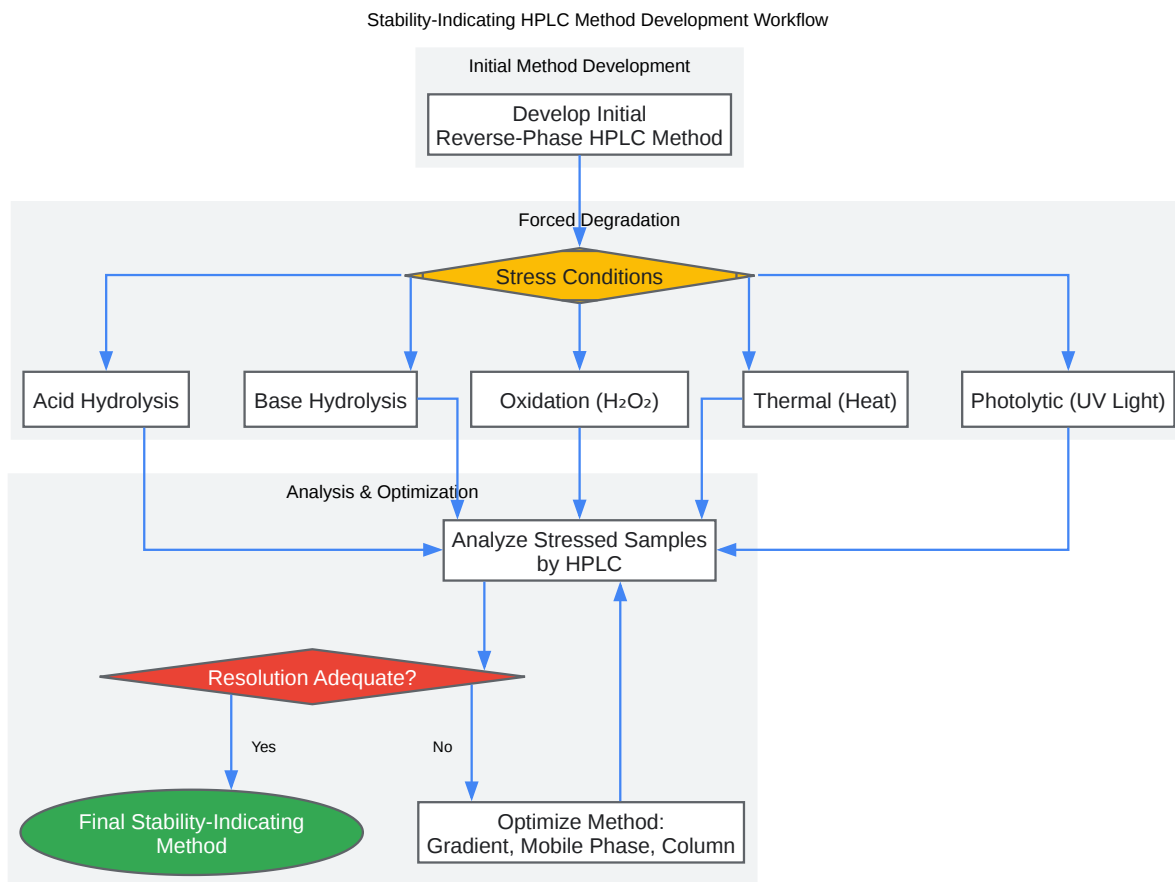 Stability-Indicating HPLC Method Development Workflow
Initial Method Development
Develop Initial
Reverse-Phase HPLC Method
Forced Degradation
Stress Conditions
Acid Hydrolysis
Base Hydrolysis
Oxidation (H₂O₂)
Thermal (Heat)
Photolytic (UV Light)
Analysis & Optimization
Analyze Stressed Samples
by HPLC
Resolution Adequate?
Yes
No
Final Stability-Indicating
Method
Optimize Method:
Gradient, Mobile Phase, Column